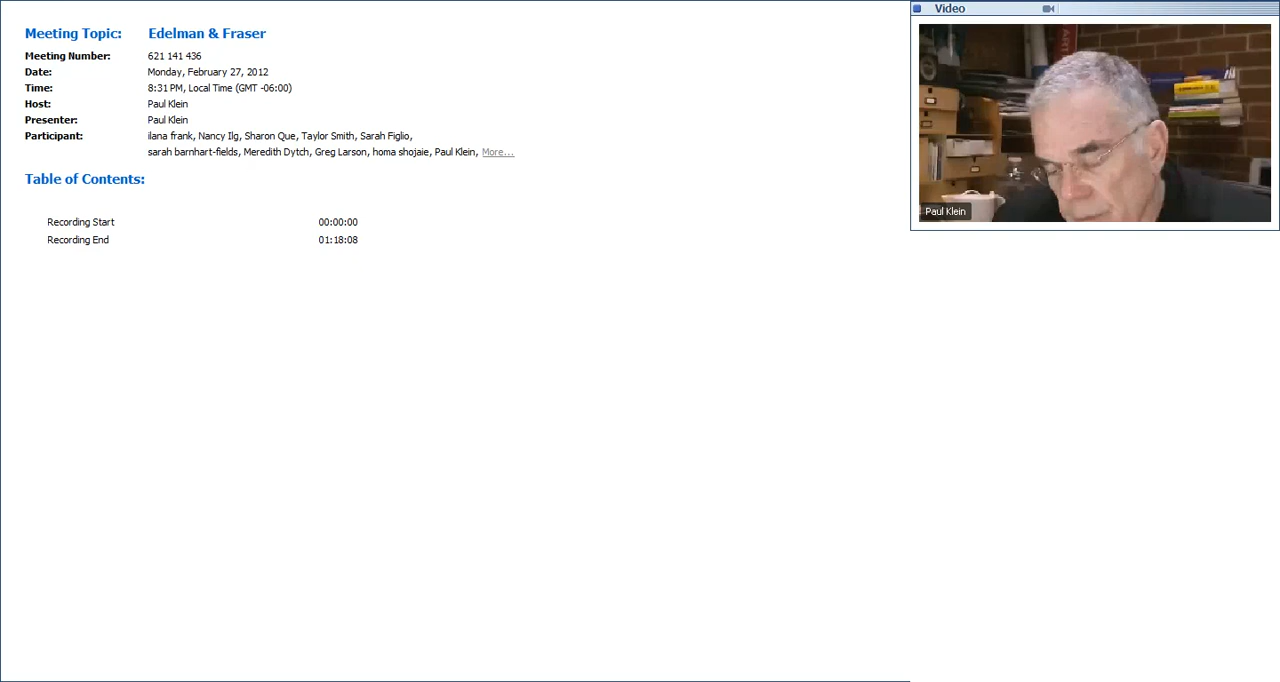 Meeting Topic: Edelman & Fraser
Meeting Number: 621 141 436
Date: Monday, February 27, 2012
Time: 8:31 PM, Local Time (GMT -06:00)
Host: Paul Klein
Presenter: Paul Klein
Participant: ilana frank, Nancy Ilg, Sharon Que, Taylor Smith, Sarah Figlio,
sarah barnhart-fields, Meredith Dytch, Greg Larson, homa shojaie, Paul Klein, More...
Table of Contents:
Recording Start 00:00:00
Recording End 01:18:08
Video
ART
Paul Klein